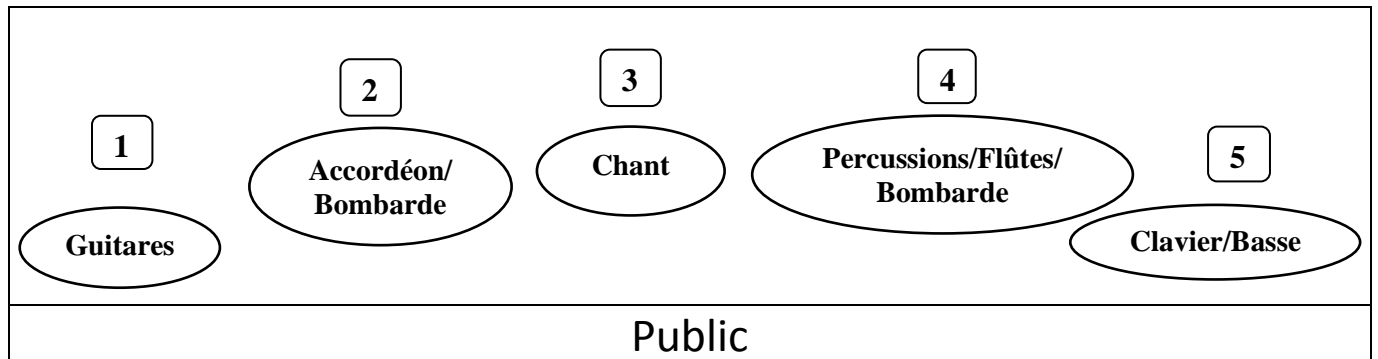 1
Guitares
2
Accordéon/
Bombarde
3
Chant
4
Percussions/Flûtes/
Bombarde
5
Clavier/Basse
Public